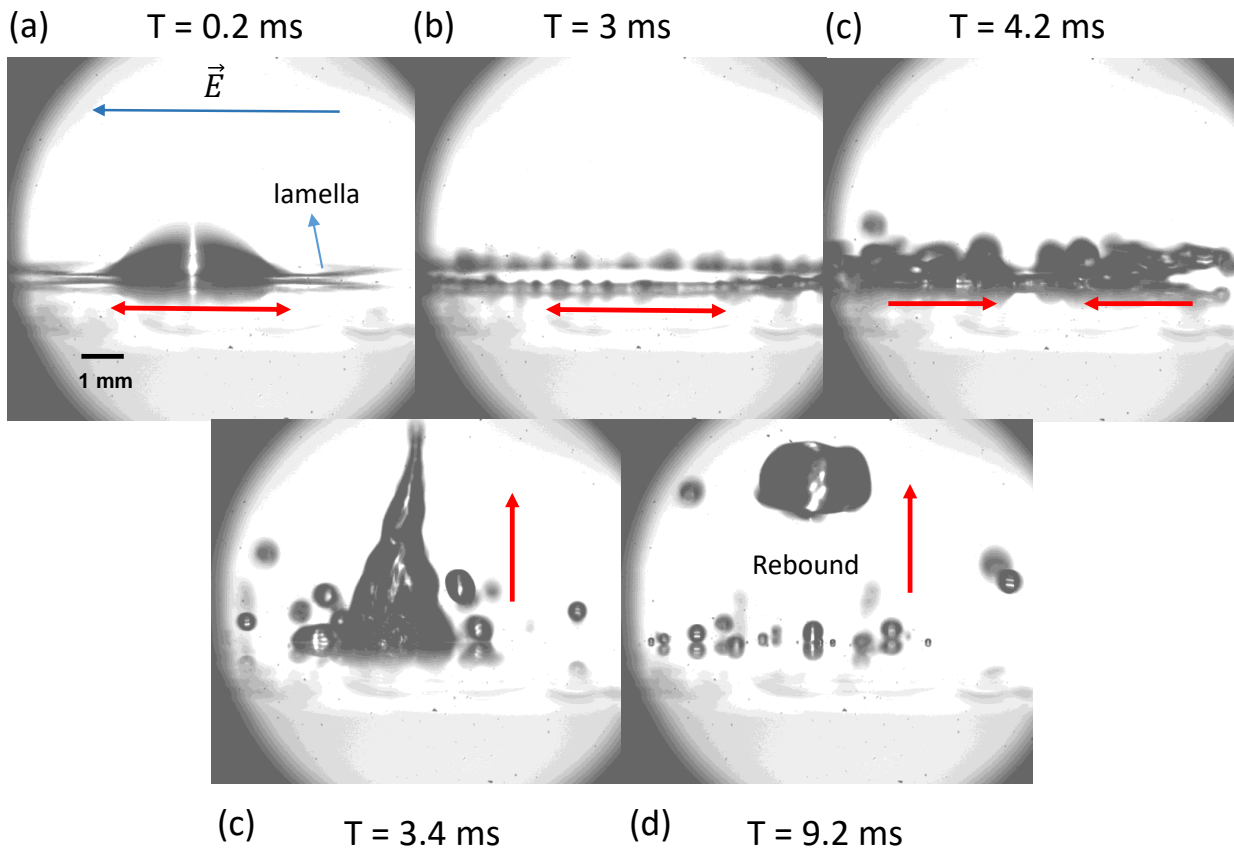 (a) T = 0.2 ms
(b) T = 3 ms
(c) T = 4.2 ms
E⃗
lamella
1 mm
Rebound
(c) T = 3.4 ms
(d) T = 9.2 ms